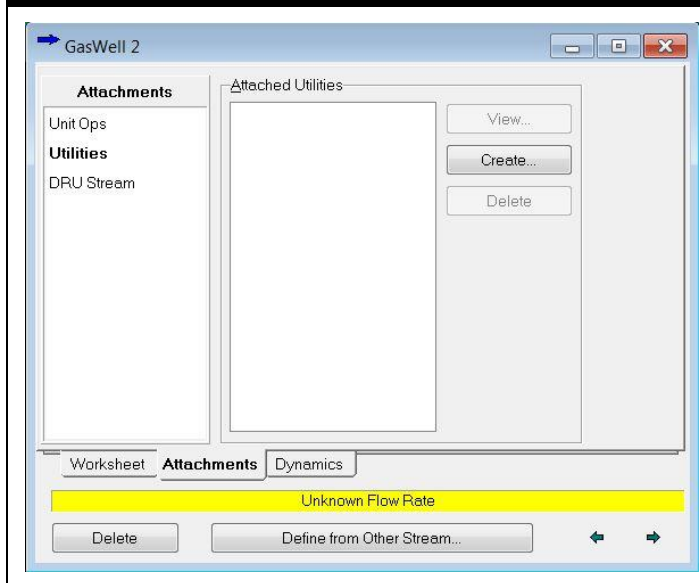 GasWell 2
Attachments
Unit Ops
Utilities
DRU Stream
Attached Utilities
View...
Create...
Delete
Worksheet Attachments Dynamics
Unknown Flow Rate
Delete Define from Other Stream...